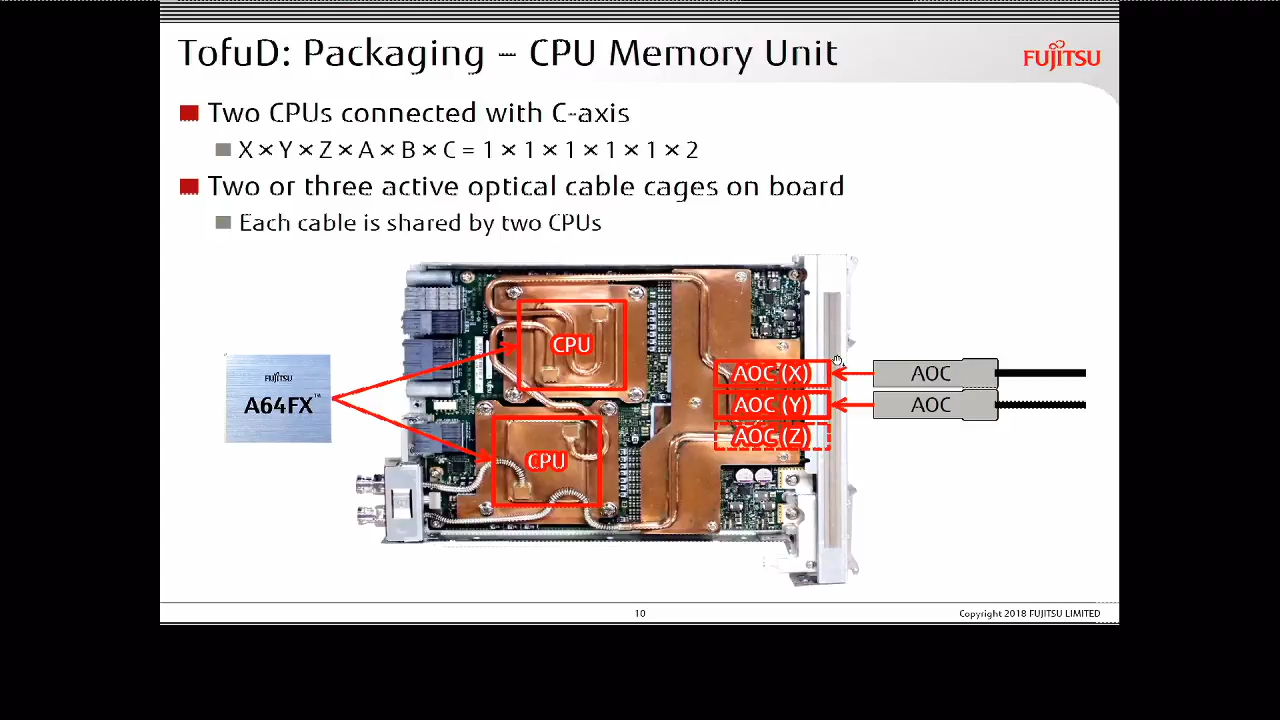 TofuD: Packaging – CPU Memory Unit
FUJITSU
Two CPUs connected with C-axis
X × Y × Z × A × B × C = 1 × 1 × 1 × 1 × 1 × 2
Two or three active optical cable cages on board
Each cable is shared by two CPUs
CPU
AOC (X)
AOC
FUJITSU
A64FX™
AOC (Y)
AOC
AOC (Z)
CPU
10
Copyright 2018 FUJITSU LIMITED